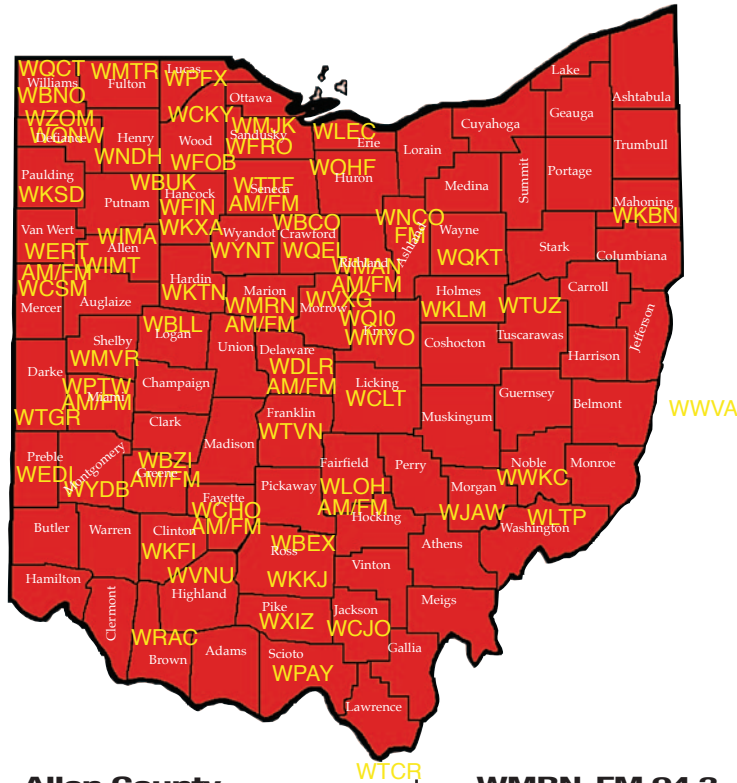 WQCT
WMTR
Lucas
WPFX
Williams
Fulton
WBNO
Ottawa
Lake
Ashtabula
Geauga
WZOM
WCKY
WMJK
WLEC
Cuyahoga
Defiance
WONW
Henry
Wood
Sandusky
WFRO
Erie
Lorain
Trumbull
WNDH
WFOB
WOHF
Huron
Medina
Summit
Portage
Paulding
WKSD
WBUK
Hancock
WTTF
Seneca
AM/FM
Putnam
WFIN
WKXA
Mahoning
WKBN
WNCO
FM
Ashland
Wayne
WQKT
Stark
Columbiana
Van Wert
WERT
AM/FM
WCSM
WIMA
Allen
WIMT
Wyandot
WYNT
WBCO
Crawford
WQEL
Richland
WMAN
AM/FM
Mercer
Auglaize
Hardin
WKTN
Marion
WMRN
AM/FM
WVXG
Morrow
Holmes
WKLM
WTUZ
Carroll
Jefferson
WQI0
Knox
WMVO
Shelby
WMVR
WBLL
Logan
Union
Delaware
WDLR
AM/FM
Coshocton
Tuscarawas
Harrison
Darke
WPTW
AM/FM
Miami
WTGR
Champaign
Licking
WCLT
Guernsey
Belmont
WWVA
Clark
Franklin
WTVN
Muskingum
Madison
Preble
WEDI
Montgomery
WYDB
WBZI
Greene
AM/FM
Fairfield
WLOH
AM/FM
Hocking
Perry
Morgan
Noble
WWKC
Monroe
Pickaway
Fayette
WCHO
AM/FM
WJAW
Washington
WLTP
Butler
Warren
Clinton
WKFI
WBEX
Ross
WKKJ
Athens
Vinton
Hamilton
Clermont
WVNU
Highland
Pike
WXIZ
Jackson
WCJO
Meigs
WRAC
Brown
Adams
Scioto
WPAY
Gallia
Lawrence
WTCR
Allen County
WMRN-FM 94.3